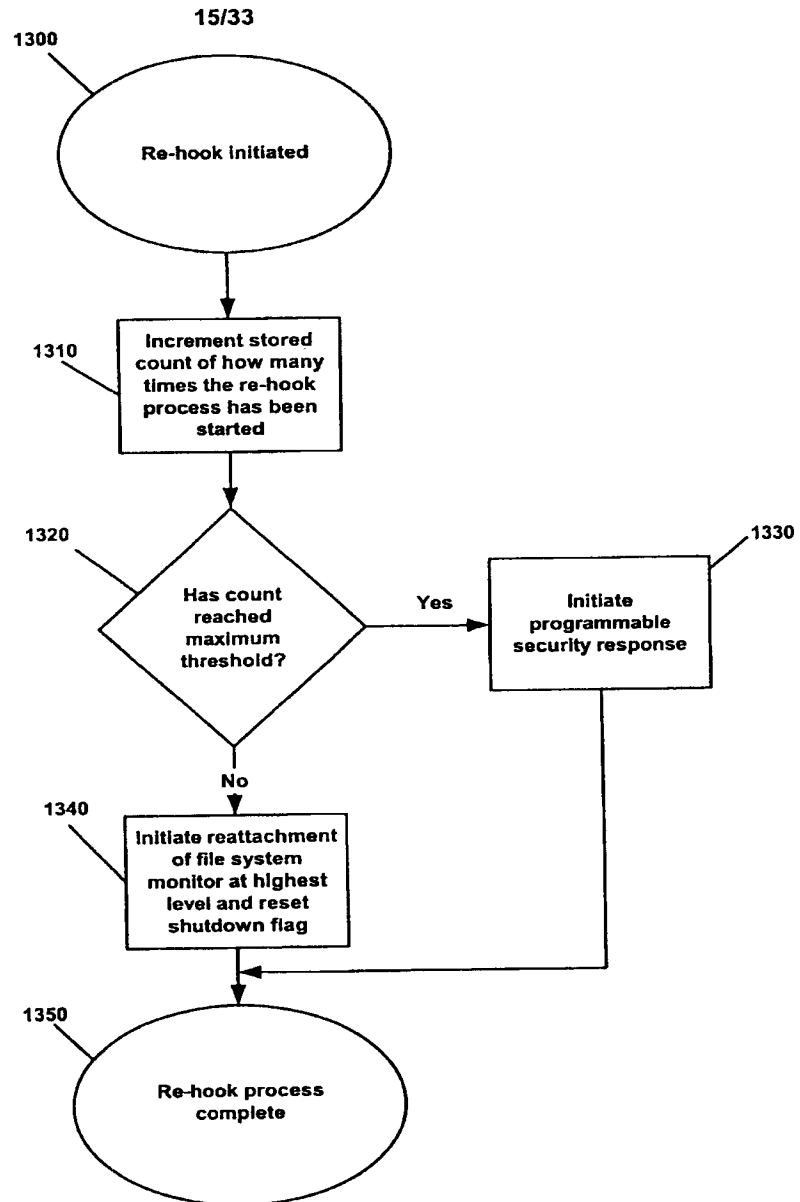 15/33
1300
Re-hook initiated
1310
Increment stored
count of how many
times the re-hook
process has been
started
1320
Has count
reached
maximum
threshold?
Yes
1330
Initiate
programmable
security response
No
1340
Initiate reattachment
of file system
monitor at highest
level and reset
shutdown flag
1350
Re-hook process
complete